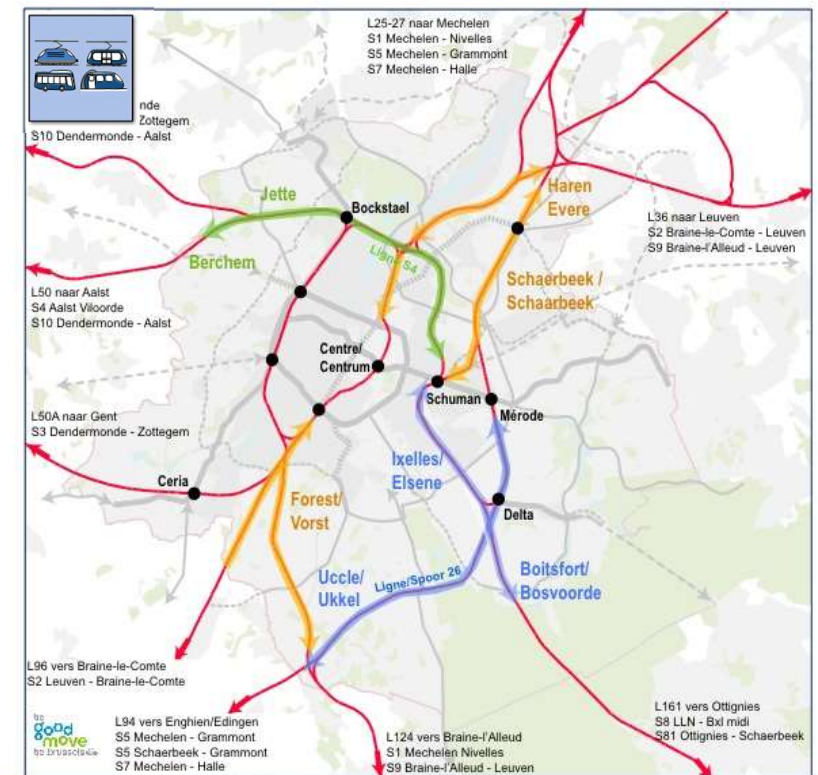 L25-27 naar Mechelen
S1 Mechelen - Nivelles
S5 Mechelen - Grammont
S7 Mechelen - Halle
nde
Zottegem
S10 Dendermonde - Aalst
Jette
Bockstael
Haren
Evere
Berchem
Ligne S4
L36 naar Leuven
S2 Braine-le-Comte - Leuven
S9 Braine-l'Alleud - Leuven
L50 naar Aalst
S4 Aalst Viloorde
S10 Dendermonde - Aalst
Schaerbeek /
Schaarbeek
Centre/
Centrum
Schuman
Mérode
L50A naar Gent
S3 Dendermonde - Zottegem
Ceria
Ixelles/
Elsene
Forest/
Vorst
Delta
Uccle/
Ukkel
Ligne/Spoor 26
Boitsfort/
Bosvoorde
L96 vers Braine-le-Comte
S2 Leuven - Braine-le-Comte
be
good
move
be.brussels
L94 vers Enghien/Edingen
S5 Mechelen - Grammont
S5 Schaerbeek - Grammont
S7 Mechelen - Halle
L124 vers Braine-l'Alleud
S1 Mechelen Nivelles
S9 Braine-l'Alleud - Leuven
L161 vers Ottignies
S8 LLN - Bxl midi
S81 Ottignies - Schaerbeek